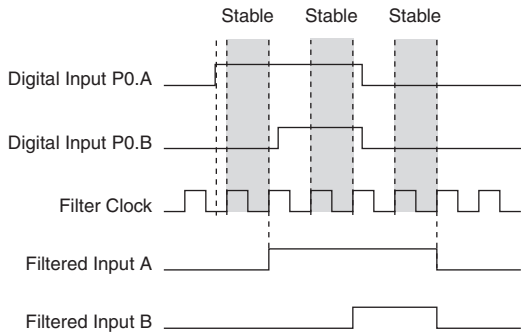 Stable Stable Stable
Digital Input P0.A
Digital Input P0.B
Filter Clock
Filtered Input A
Filtered Input B